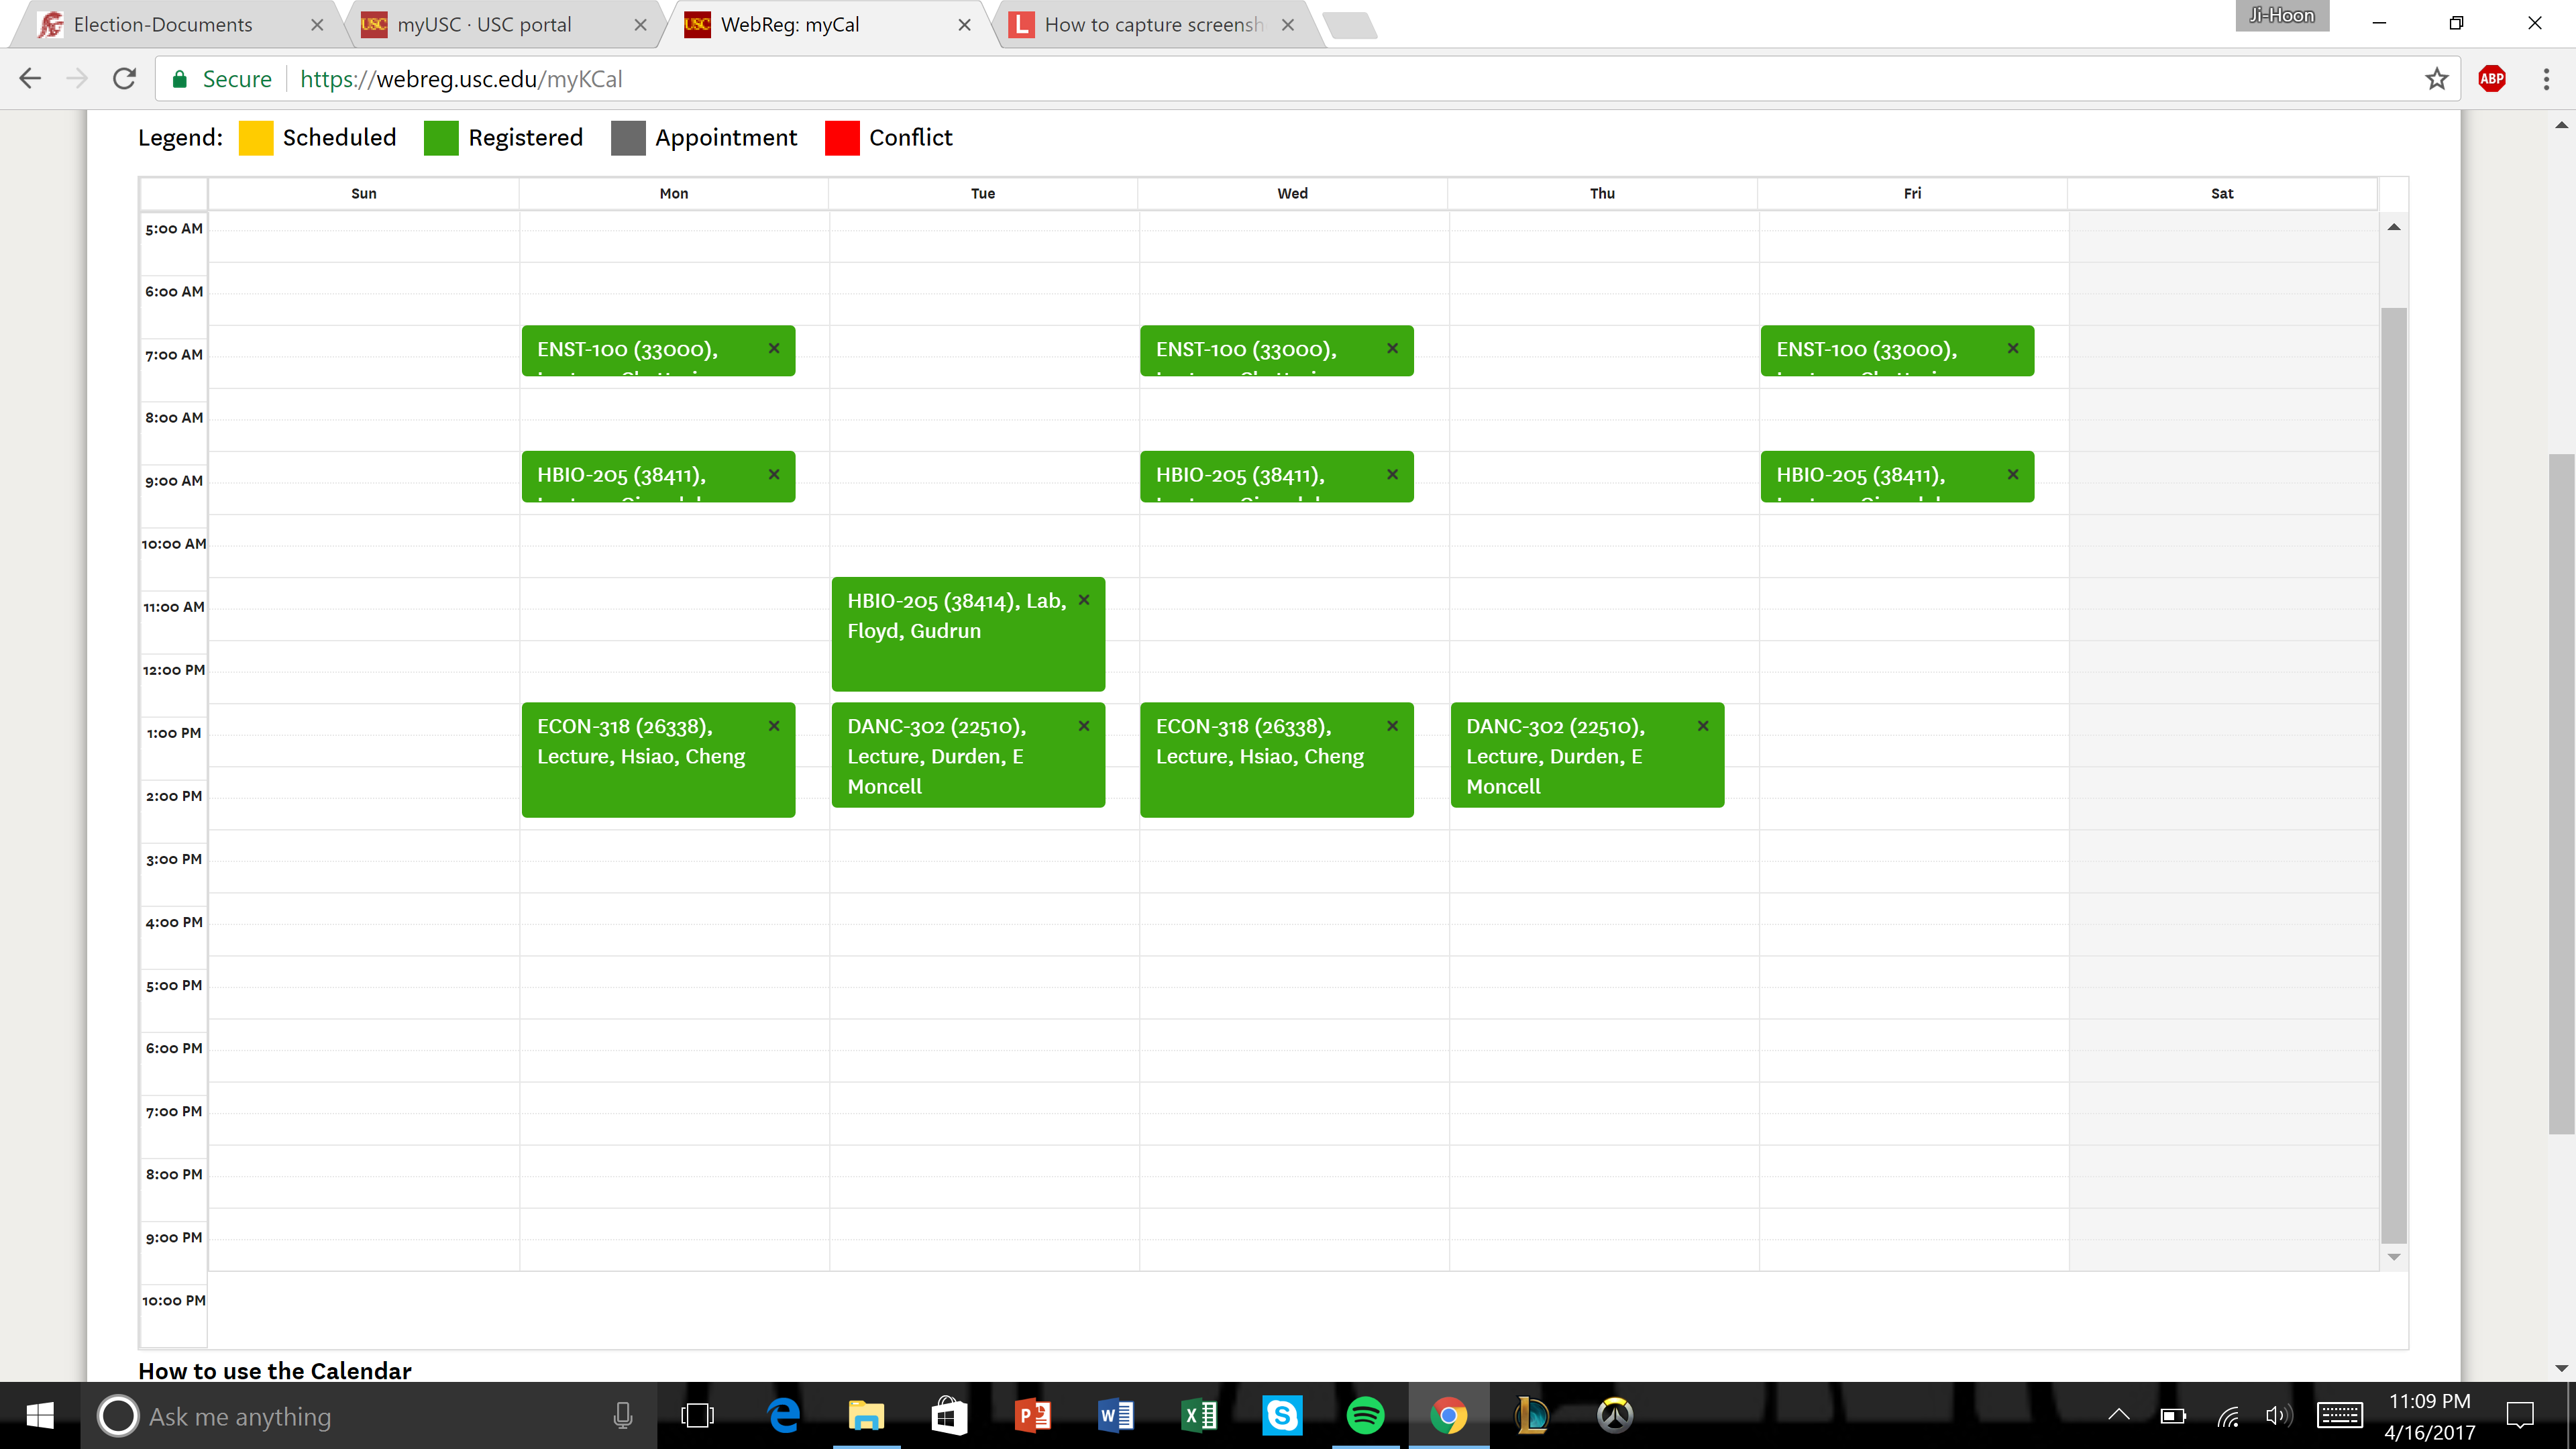 Election-Documents
myUSC · USC portal
WebReg: myCal
How to capture screensh
Ji-Hoon
Secure
https://webreg.usc.edu/myKCal
ABP
Legend: Scheduled Registered Appointment Conflict
Sun Mon Tue Wed Thu Fri Sat
5:00 AM
6:00 AM
ENST-100 (33000),
ENST-100 (33000),
ENST-100 (33000),
7:00 AM
8:00 AM
HBIO-205 (38411),
HBIO-205 (38411),
HBIO-205 (38411),
9:00 AM
10:00 AM
11:00 AM
HBIO-205 (38414), Lab,
Floyd, Gudrun
12:00 PM
1:00 PM
ECON-318 (26338),
Lecture, Hsiao, Cheng
DANC-302 (22510),
Lecture, Durden, E
Moncell
ECON-318 (26338),
Lecture, Hsiao, Cheng
DANC-302 (22510),
Lecture, Durden, E
Moncell
2:00 PM
3:00 PM
4:00 PM
5:00 PM
6:00 PM
7:00 PM
8:00 PM
9:00 PM
10:00 PM
How to use the Calendar
Ask me anything
11:09 PM
4/16/2017